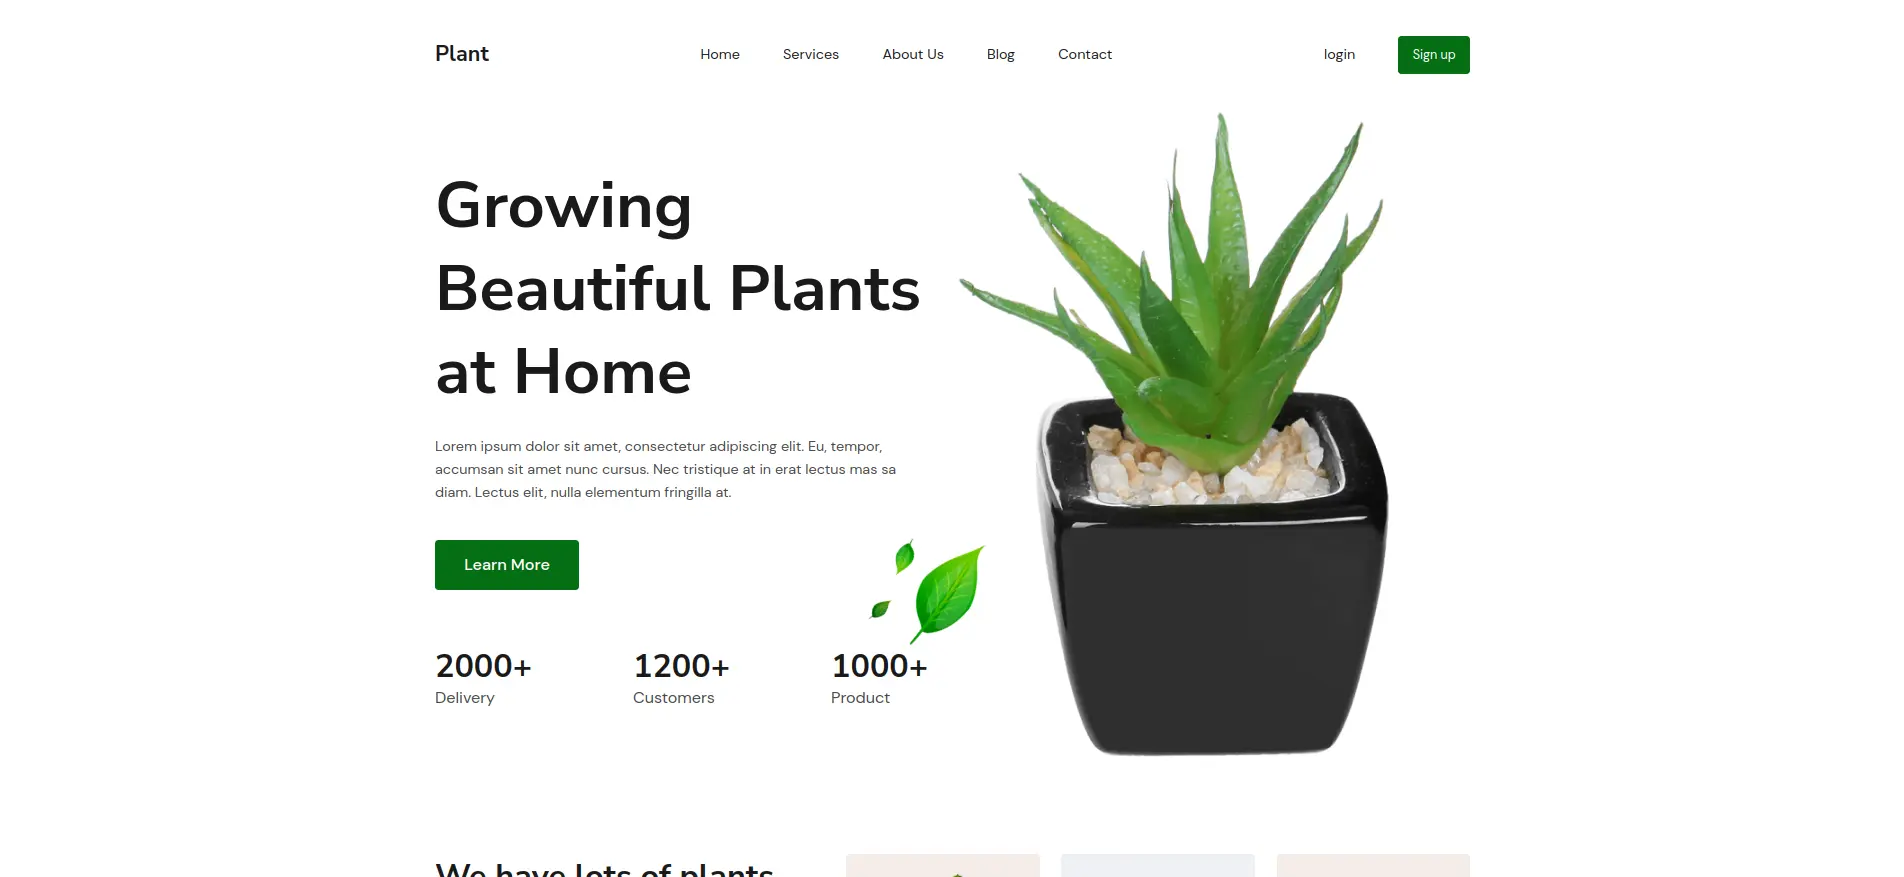 Plant
Home
Services
About Us
Blog
Contact
login
Sign up
Growing
Beautiful Plants
at Home
Lorem ipsum dolor sit amet, consectetur adipiscing elit. Eu, tempor,
accumsan sit amet nunc cursus. Nec tristique at in erat lectus mas sa
diam. Lectus elit, nulla elementum fringilla at.
Learn More
2000+
Delivery
1200+
Customers
1000+
Product
We have lots of plants